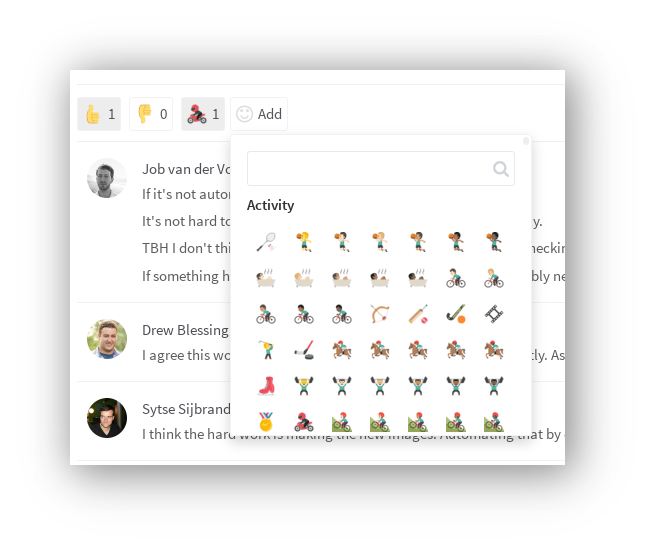 1 0 1 Add
Job van der Vo
If it's not auton
It's not hard to y.
TBH I don't thi heckin
If something h bly ne
Activity
Drew Blessing
I agree this wo tly. As
Sytse Sijbrand
I think the hard work is making the new images. Automating that by